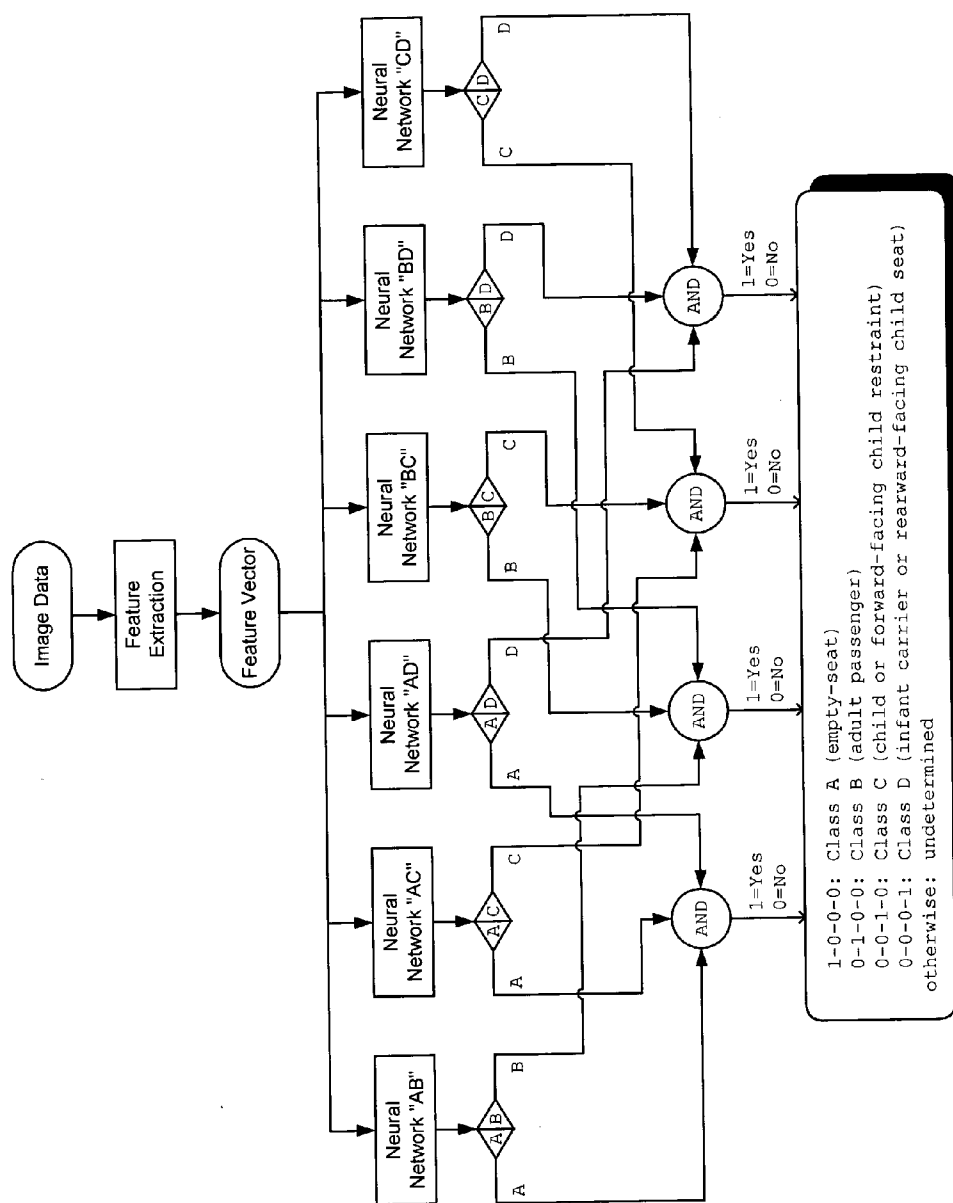 Image Data
Feature
Extraction
Feature Vector
Neural
Network "AB"
Neural
Network "AC"
Neural
Network "AD"
Neural
Network "BC"
Neural
Network "BD"
Neural
Network "CD"
A B
A C
A D
B C
B D
C D
A
B
A
C
A
D
B
C
B
D
C
D
AND
AND
AND
AND
1=Yes
0=No
1=Yes
0=No
1=Yes
0=No
1=Yes
0=No
1-0-0-0: Class A (empty-seat)
0-1-0-0: Class B (adult passenger)
0-0-1-0: Class C (child or forward-facing child restraint)
0-0-0-1: Class D (infant carrier or rearward-facing child seat)
otherwise: undetermined